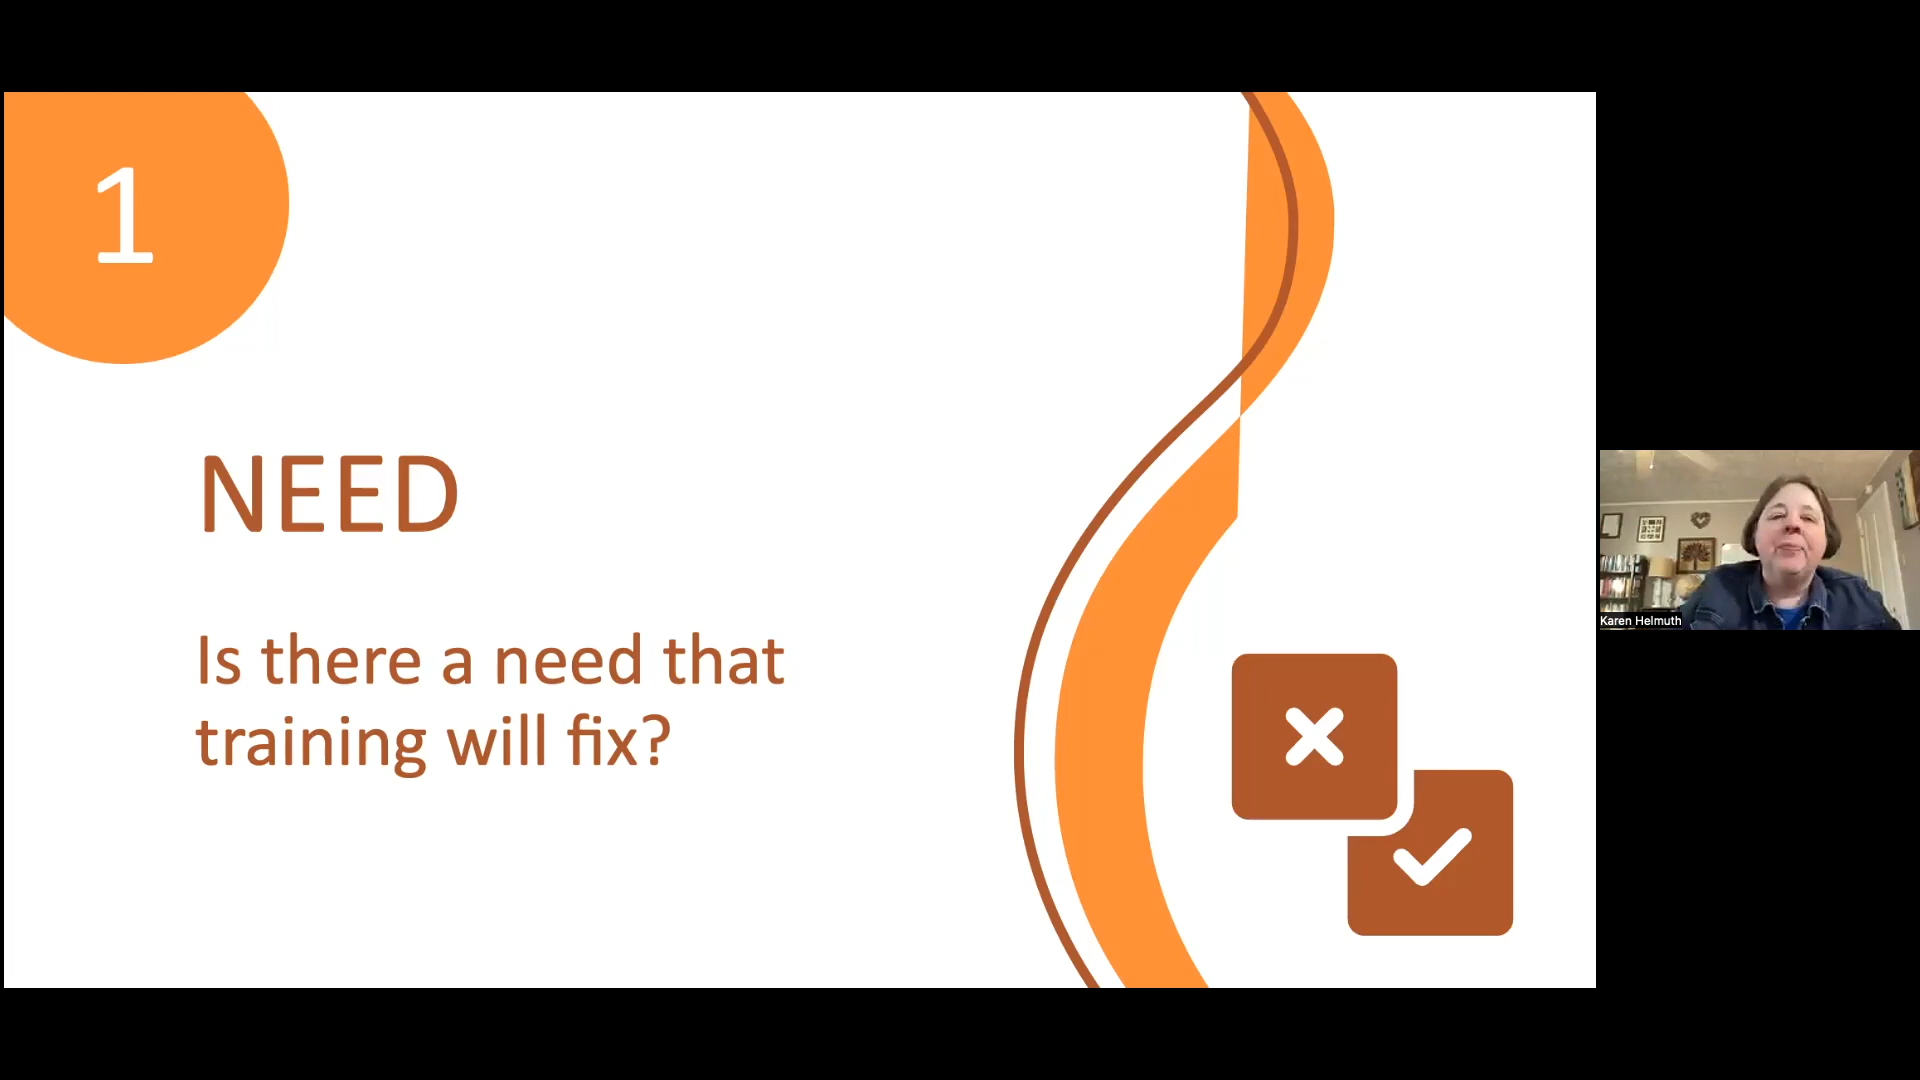 1
NEED
Is there a need that
training will fix?
Karen Helmuth